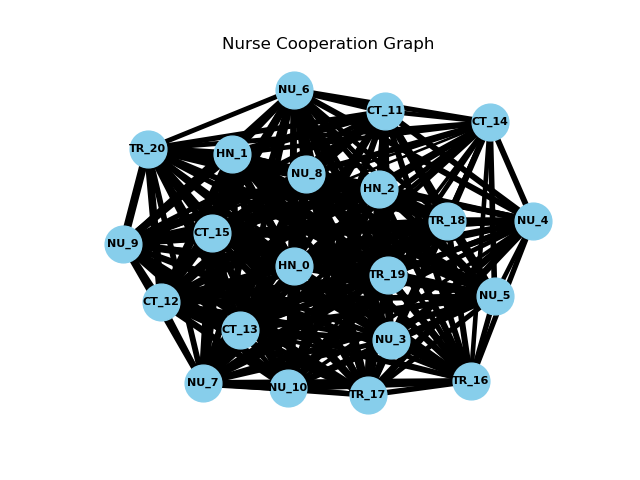 Nurse Cooperation Graph
NU_6
CT_11
CT_14
TR_20
HN_1
NU_8
HN_2
TR_18
NU_4
CT_15
NU_9
HN_0
TR_19
NU_5
CT_12
CT_13
NU_3
NU_7
NU_10
TR_17
TR_16